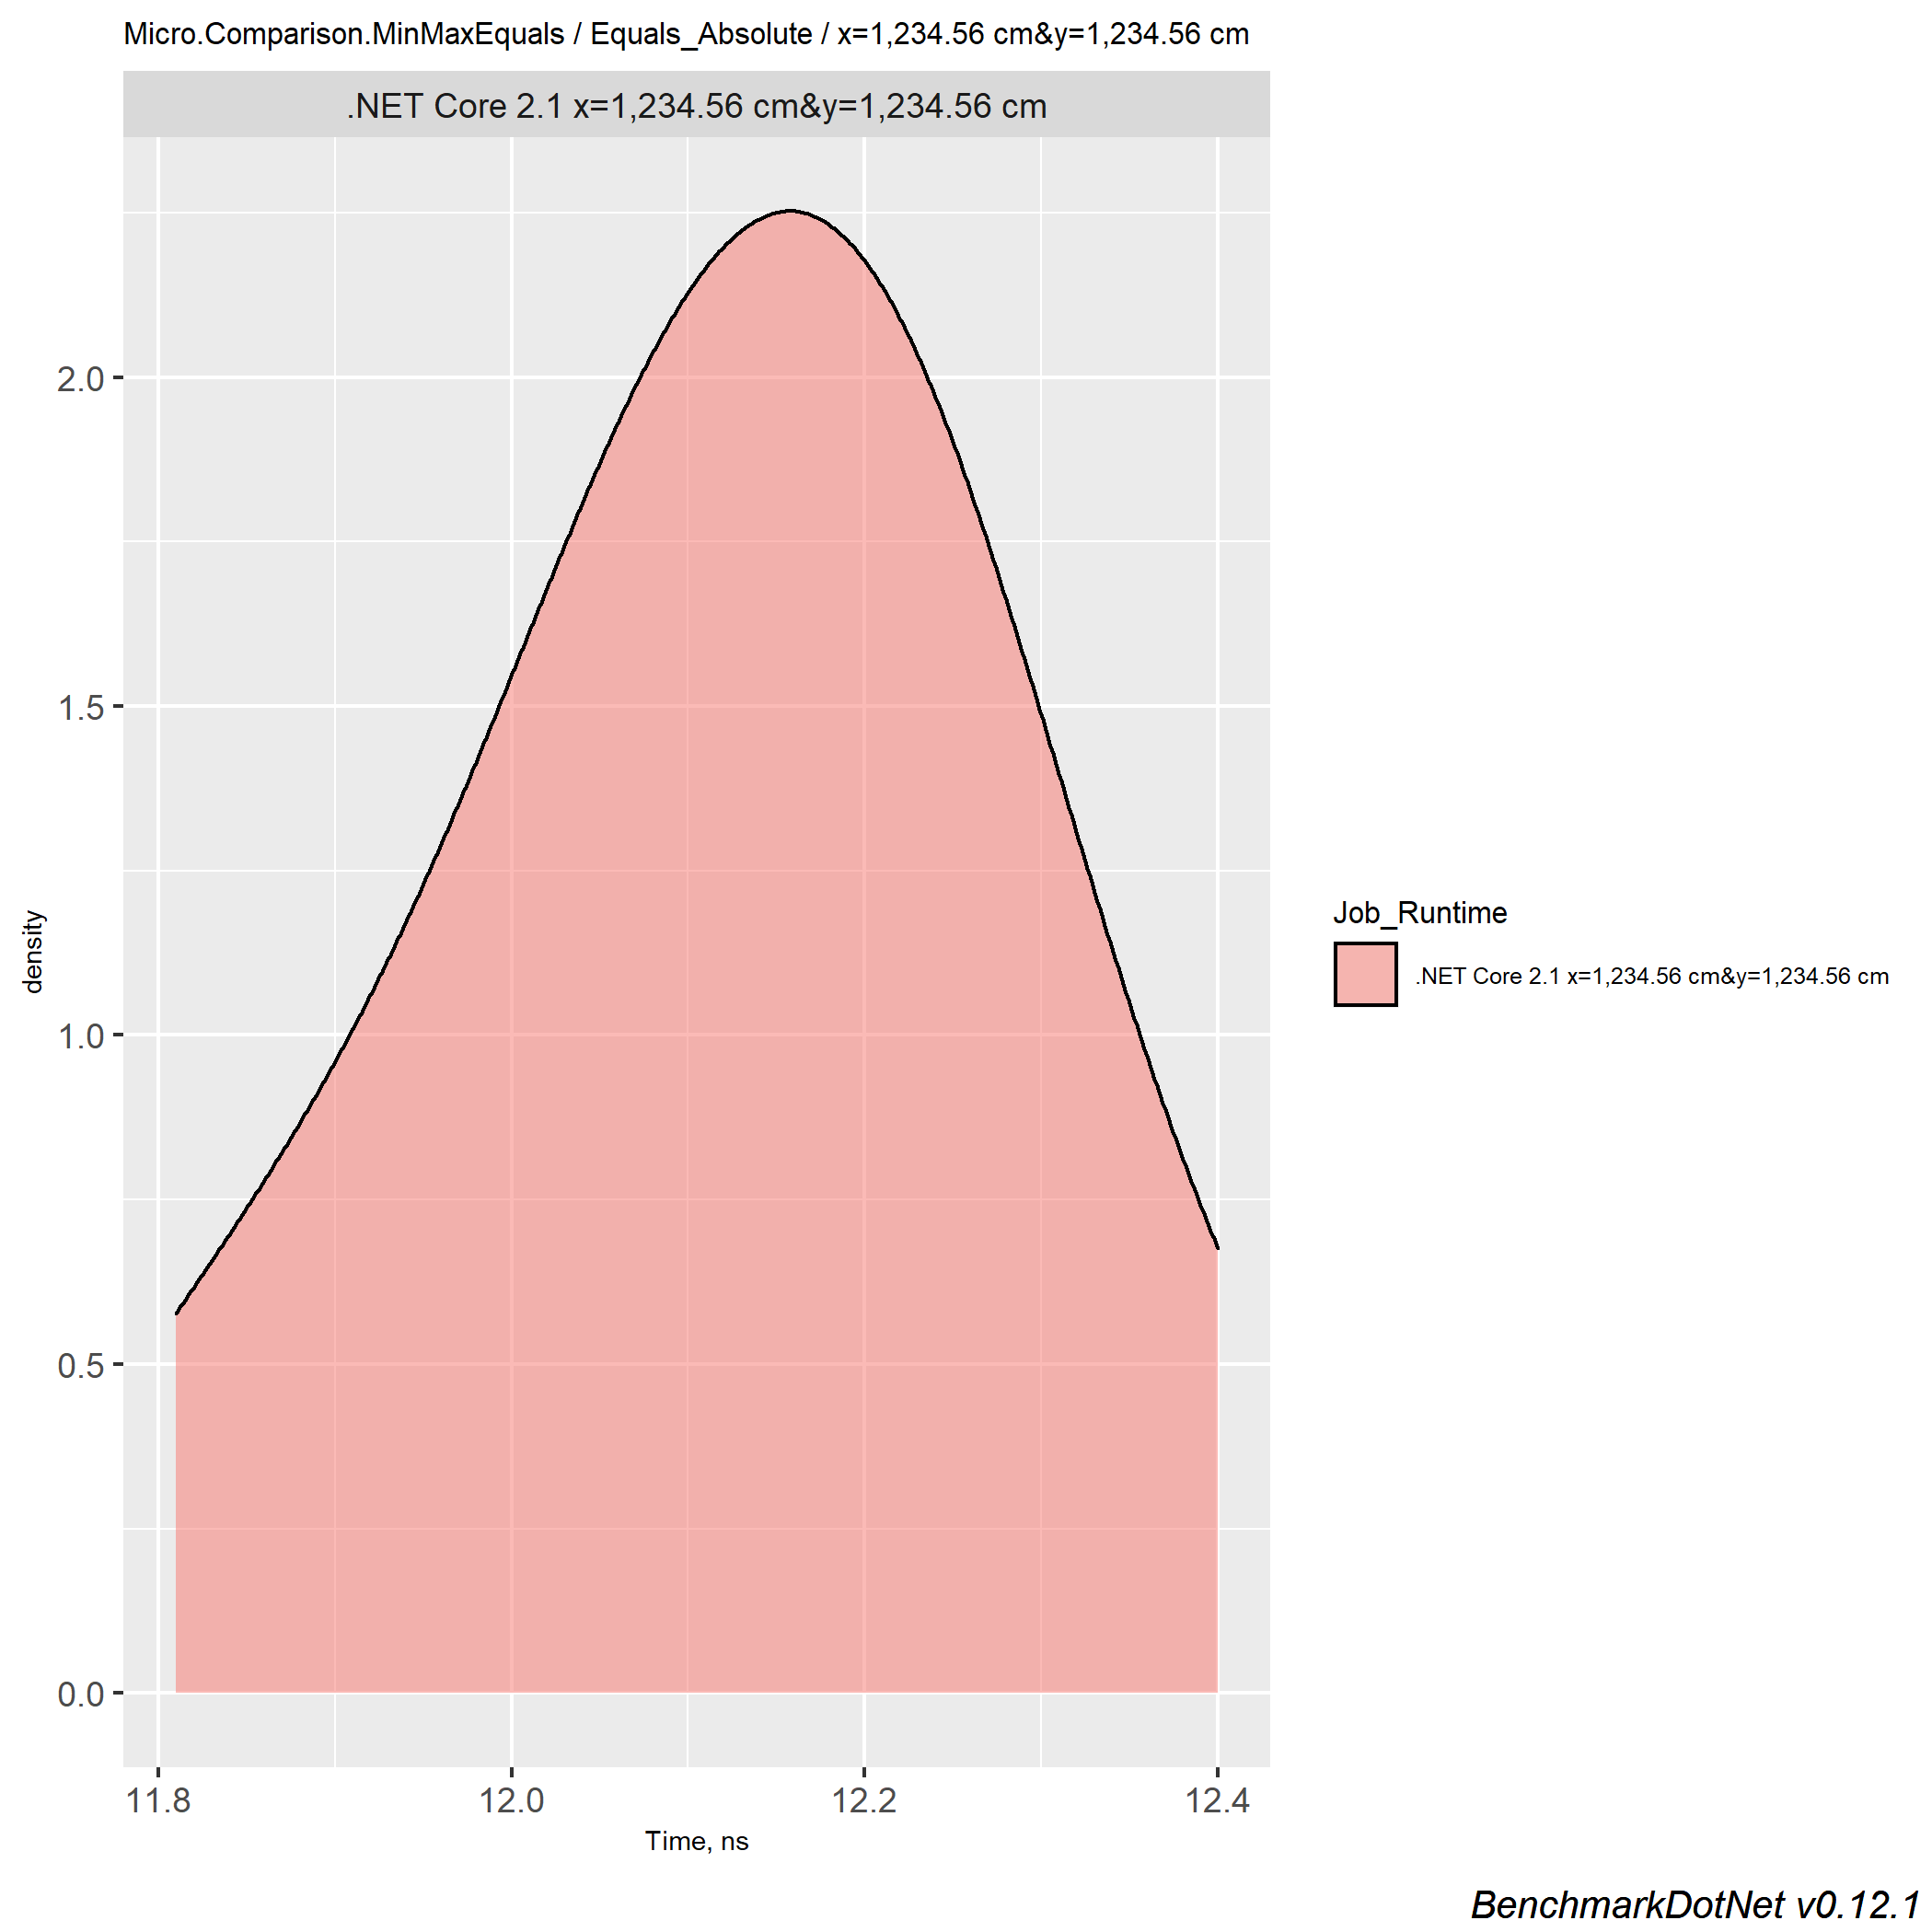 Micro.Comparison.MinMaxEquals / Equals_Absolute / x=1,234.56 cm&y=1,234.56 cm
.NET Core 2.1 x=1,234.56 cm&y=1,234.56 cm
2.0
1.5
1.0
0.5
0.0
density
11.8 12.0 12.2 12.4
Time, ns
Job_Runtime
.NET Core 2.1 x=1,234.56 cm&y=1,234.56 cm
BenchmarkDotNet v0.12.1